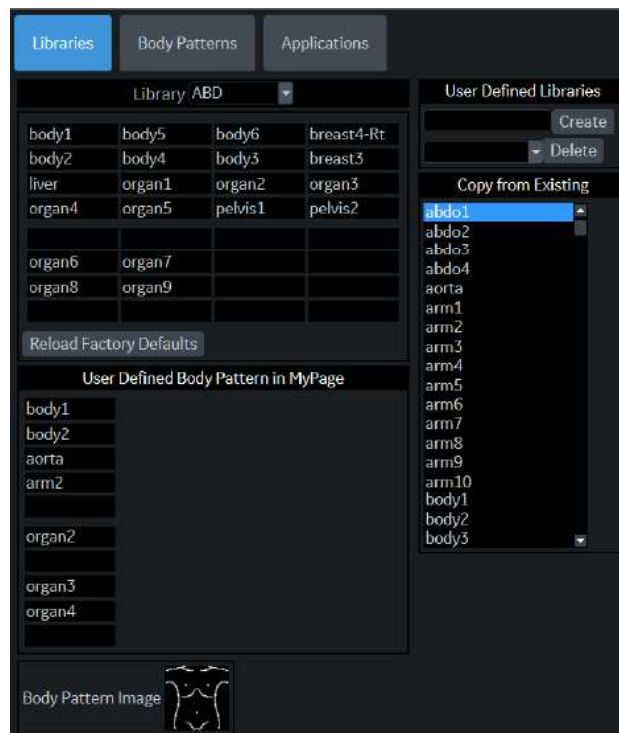 Libraries Body Patterns Applications
Library ABD
body1 body5 body6 breast4-Rt
body2 body4 body3 breast3
liver organ1 organ2 organ3
organ4 organ5 pelvis1 pelvis2
organ6 organ7
organ8 organ9
Reload Factory Defaults
User Defined Body Pattern in MyPage
body1
body2
aorta
arm2
organ2
organ3
organ4
Body Pattern Image
User Defined Libraries
Create
Delete
Copy from Existing
abdo1
abdo2
abdo3
abdo4
aorta
arm1
arm2
arm3
arm4
arm5
arm6
arm7
arm8
arm9
arm10
body1
body2
body3